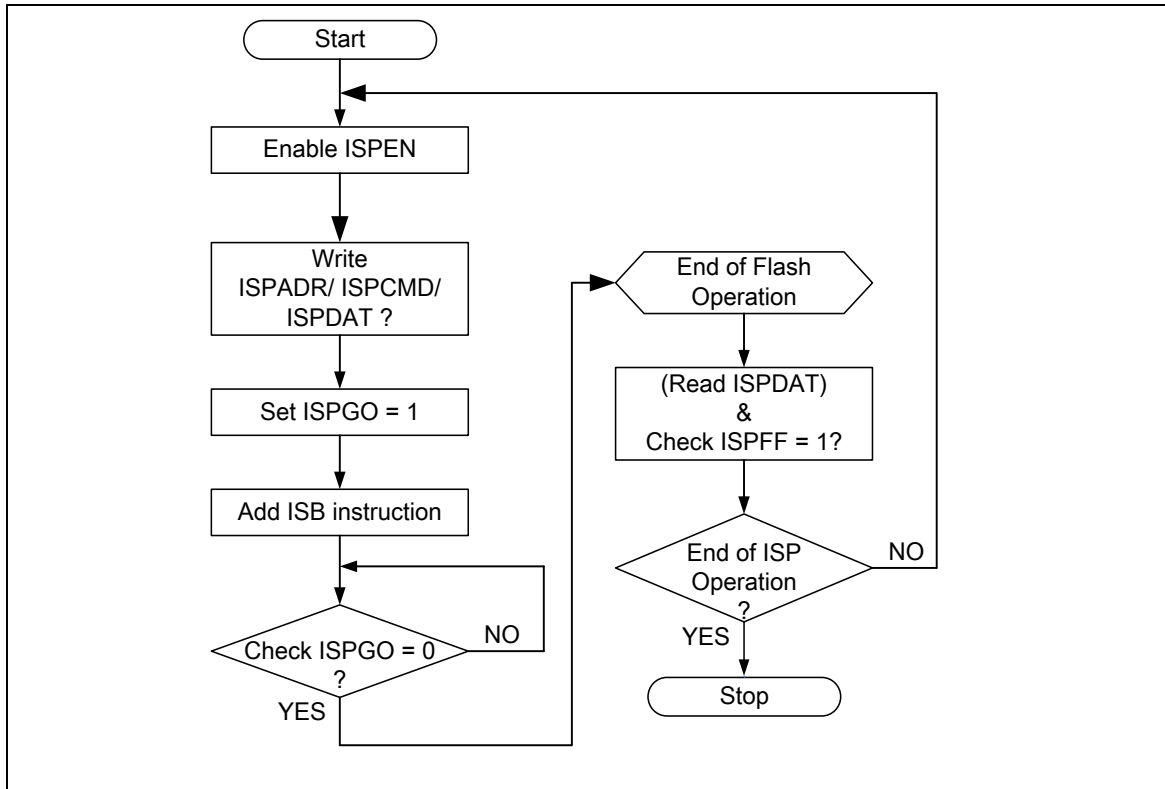 Start
Enable ISPEN
Write
ISPADR/ ISPCMD/
ISPDAT ?
Set ISPGO = 1
Add ISB instruction
Check ISPGO = 0
?
NO
YES
End of Flash
Operation
(Read ISPDAT)
&
Check ISPFF = 1?
End of ISP
Operation
?
NO
YES
Stop